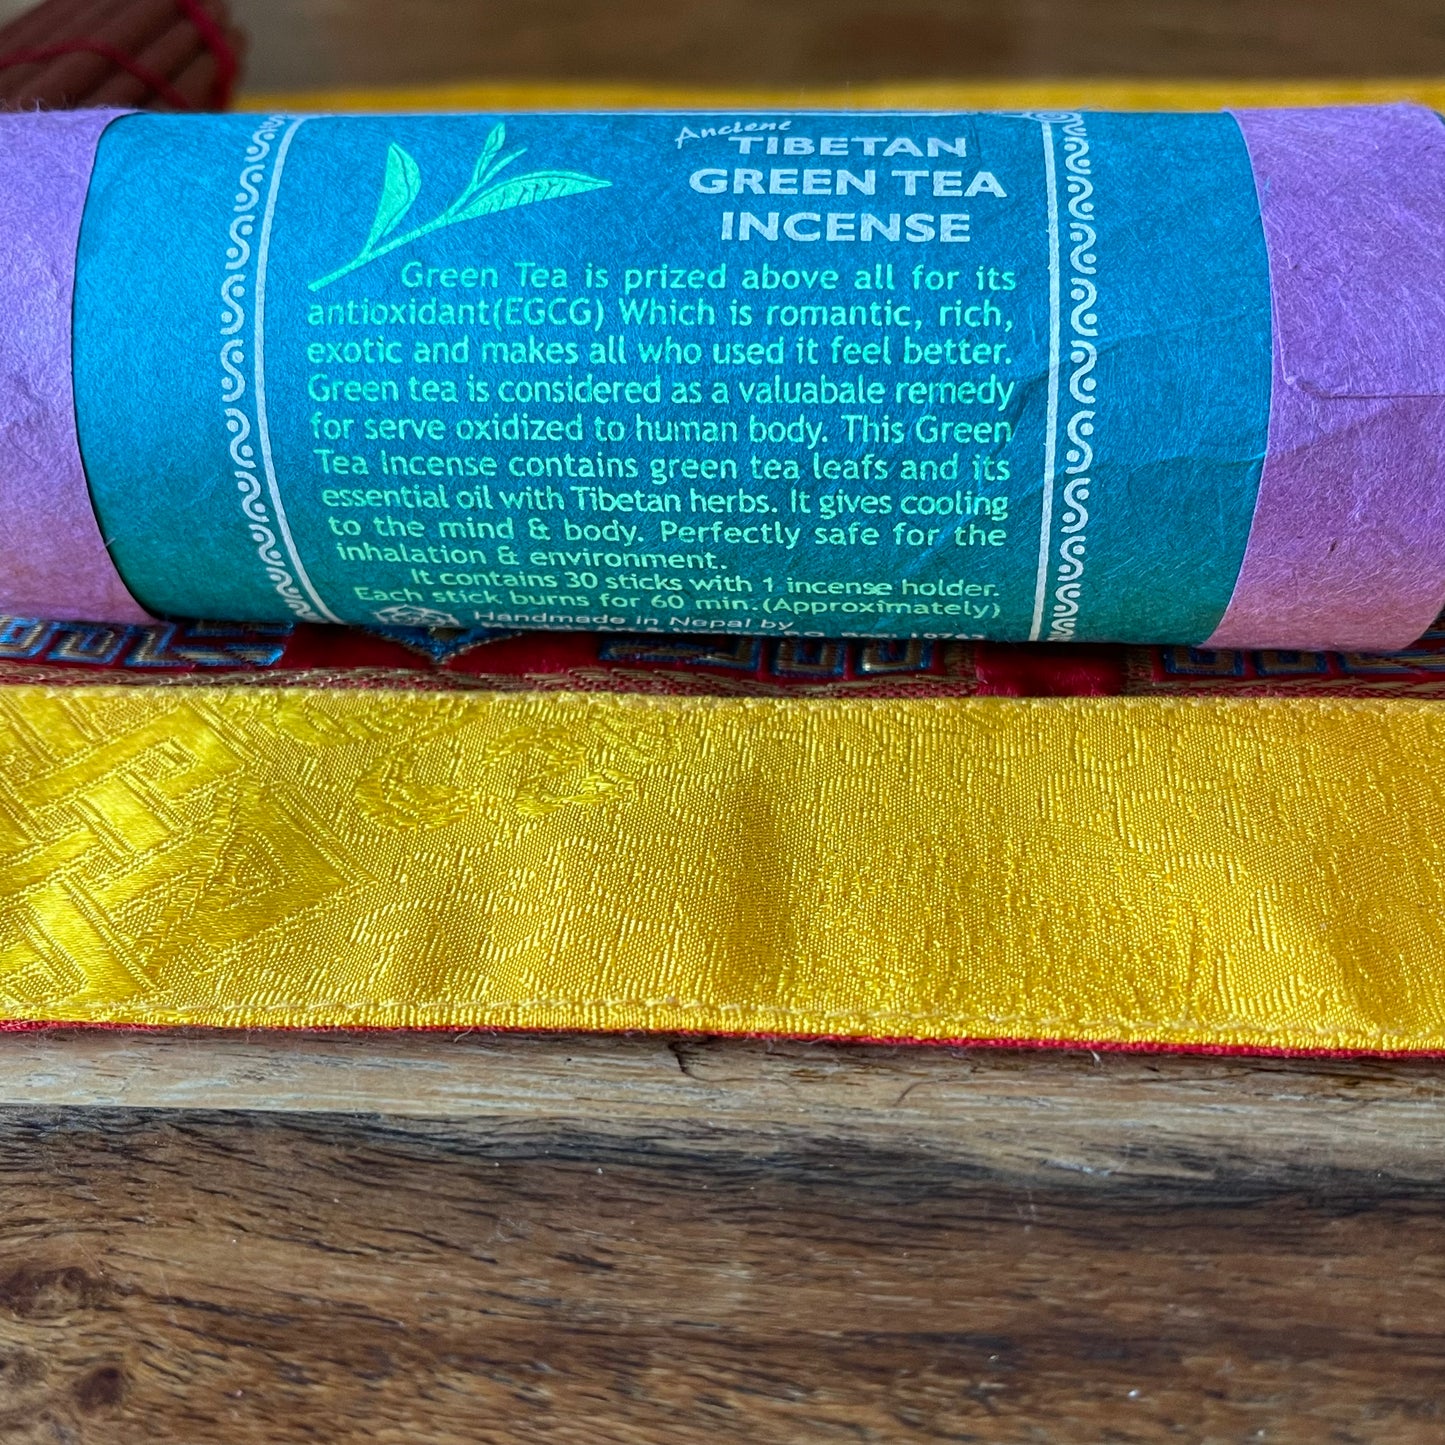 Ancient
TIBETAN
GREEN TEA
INCENSE
Green Tea is prized above all for its
antioxidant(EGCG) Which is romantic, rich,
exotic and makes all who used it feel better.
Green tea is considered as a valuabale remedy
for serve oxidized to human body. This Green
Tea Incense contains green tea leafs and its
essential oil with Tibetan herbs. It gives cooling
to the mind & body. Perfectly safe for the
inhalation & environment.
It contains 30 sticks with 1 incense holder.
Each stick burns for 60 min.(Approximately)
Handmade in Nepal by